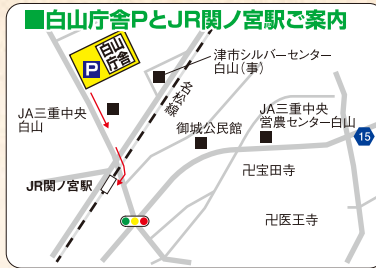 ■白山庁舎PとJR関ノ宮駅ご案内
白山
庁舎
P
津市シルバーセンター
白山(事)
名松線
JA三重中央
白山
御城公民館
JA三重中央
営農センター白山
15
卍宝田寺
JR関ノ宮駅
卍医王寺